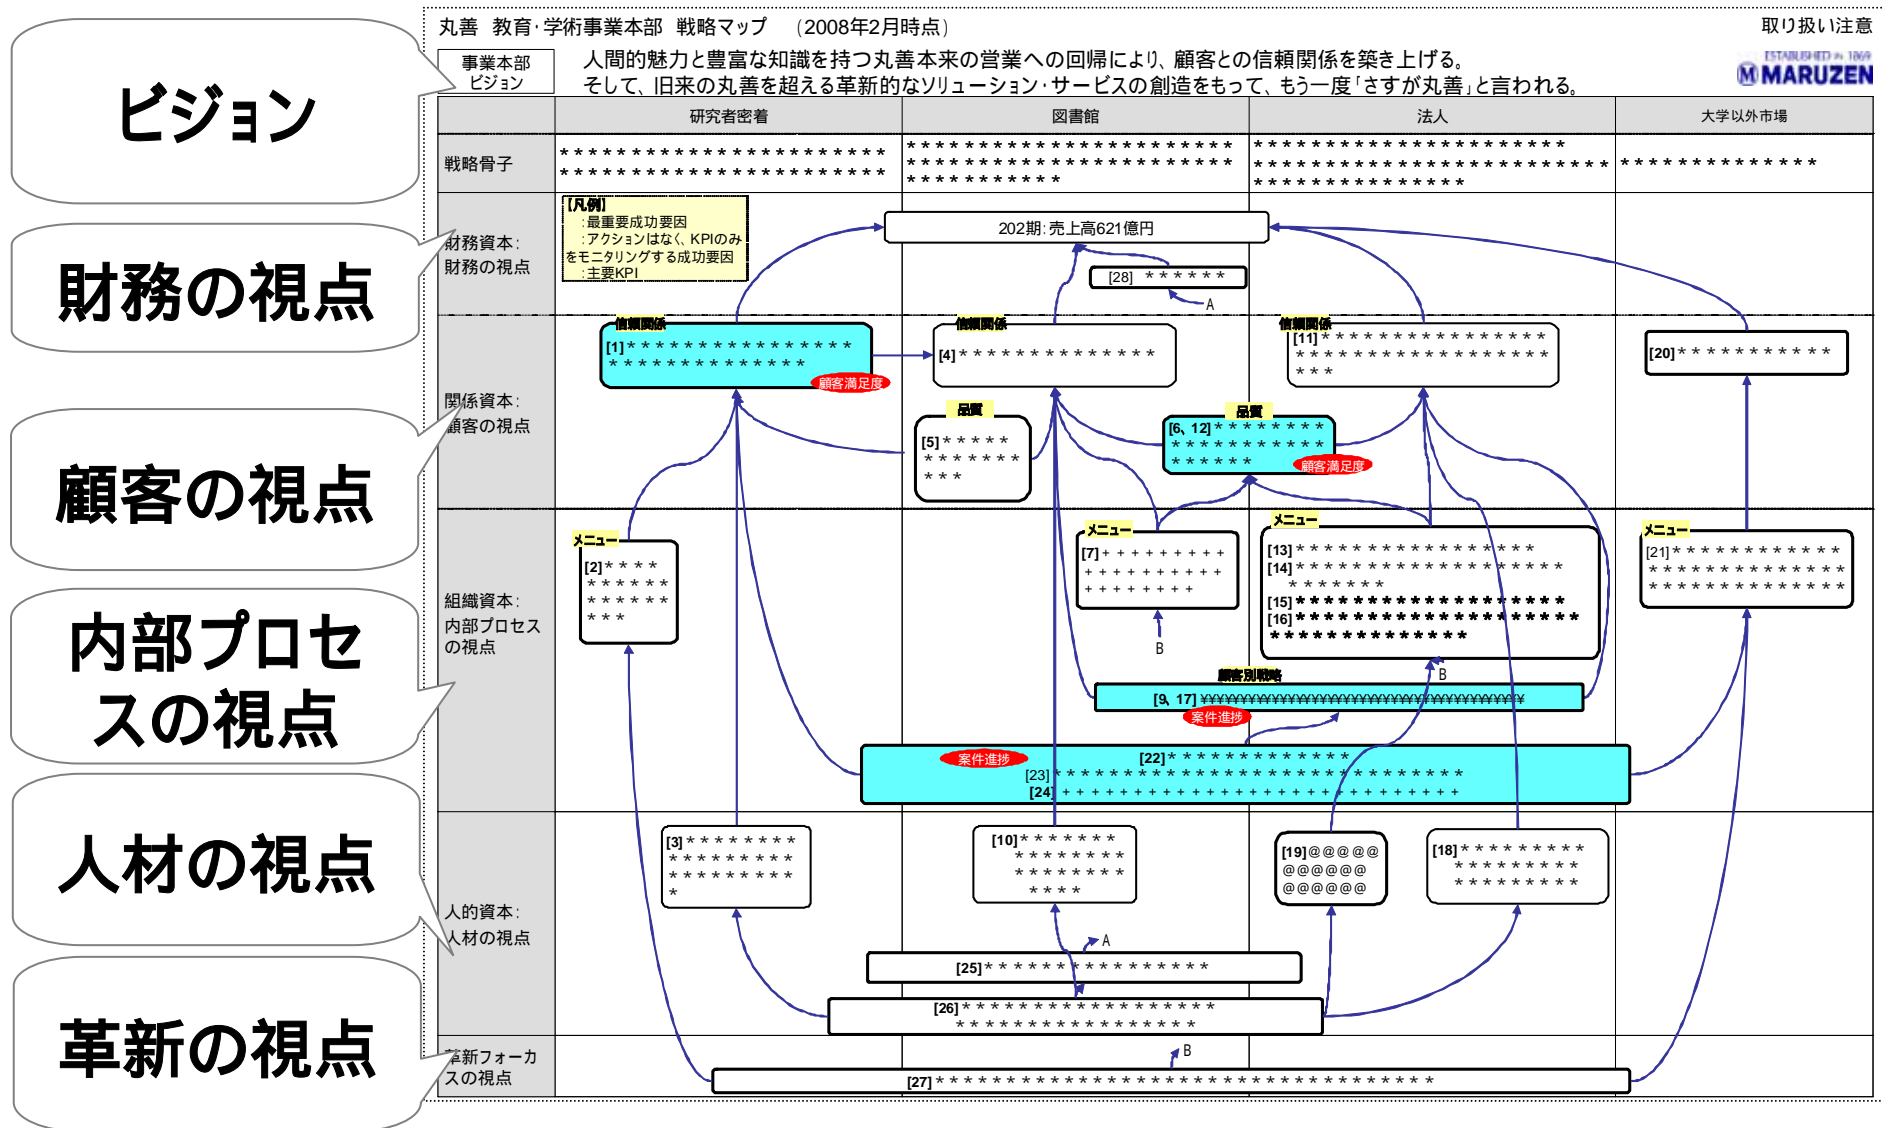 ビジョン
財務の視点
顧客の視点
内部プロセ
スの視点
人材の視点
革新の視点
丸善 教育・学術事業本部 戦略マップ （2008年2月時点）
取り扱い注意
事業本部
ビジョン
人間的魅力と豊富な知識を持つ丸善本来の営業への回帰により、顧客との信頼関係を築き上げる。
そして、旧来の丸善を超える革新的なソリューション・サービスの創造をもって、もう一度「さすが丸善」と言われる。
ESTABLISHED in 1869
M MARUZEN
研究者密着
図書館
法人
大学以外市場
戦略骨子
***********************
***********************
***********************
***********************
***********
**********************
*************************
***************
**************
財務資本:
財務の視点
【凡例】
:最重要成功要因
:アクションはなく、KPIのみ
をモニタリングする成功要因
:主要KPI
202期:売上高621億円
[28] ******
A
関係資本:
顧客の視点
信頼関係
[1]****************
**************
顧客満足度
信頼関係
[4]**************
信頼関係
[11]****************
******************
***
[20]***********
品質
[5]*****
*******
***
品質
[6、12]********
***********
******
顧客満足度
組織資本:
内部プロセス
の視点
メニュー
[2]****
******
******
***
メニュー
[7]+++++++++
++++++++++
++++++++
B
メニュー
[13]*****************
[14]*******************
*******
[15]*****************
[16]******************
**************
B
メニュー
[21]************
**************
**************
顧客別戦略
[9、17]¥¥¥¥¥¥¥¥¥¥¥¥¥¥¥¥¥¥¥¥¥¥¥¥¥¥¥¥¥¥¥¥¥¥¥¥¥¥¥¥¥
案件進捗
案件進捗
[22]*************
[23]*****************************
[24]++++++++++++++++++++++++++++
人的資本:
人材の視点
[3]********
*********
*********
*
[10]*******
********
********
****
[19]@@@@@
@@@@@@
@@@@@@
[18]*********
*********
*********
A
[25]****************
[26]******************
*****************
革新フォーカ
スの視点
B
[27]***********************************